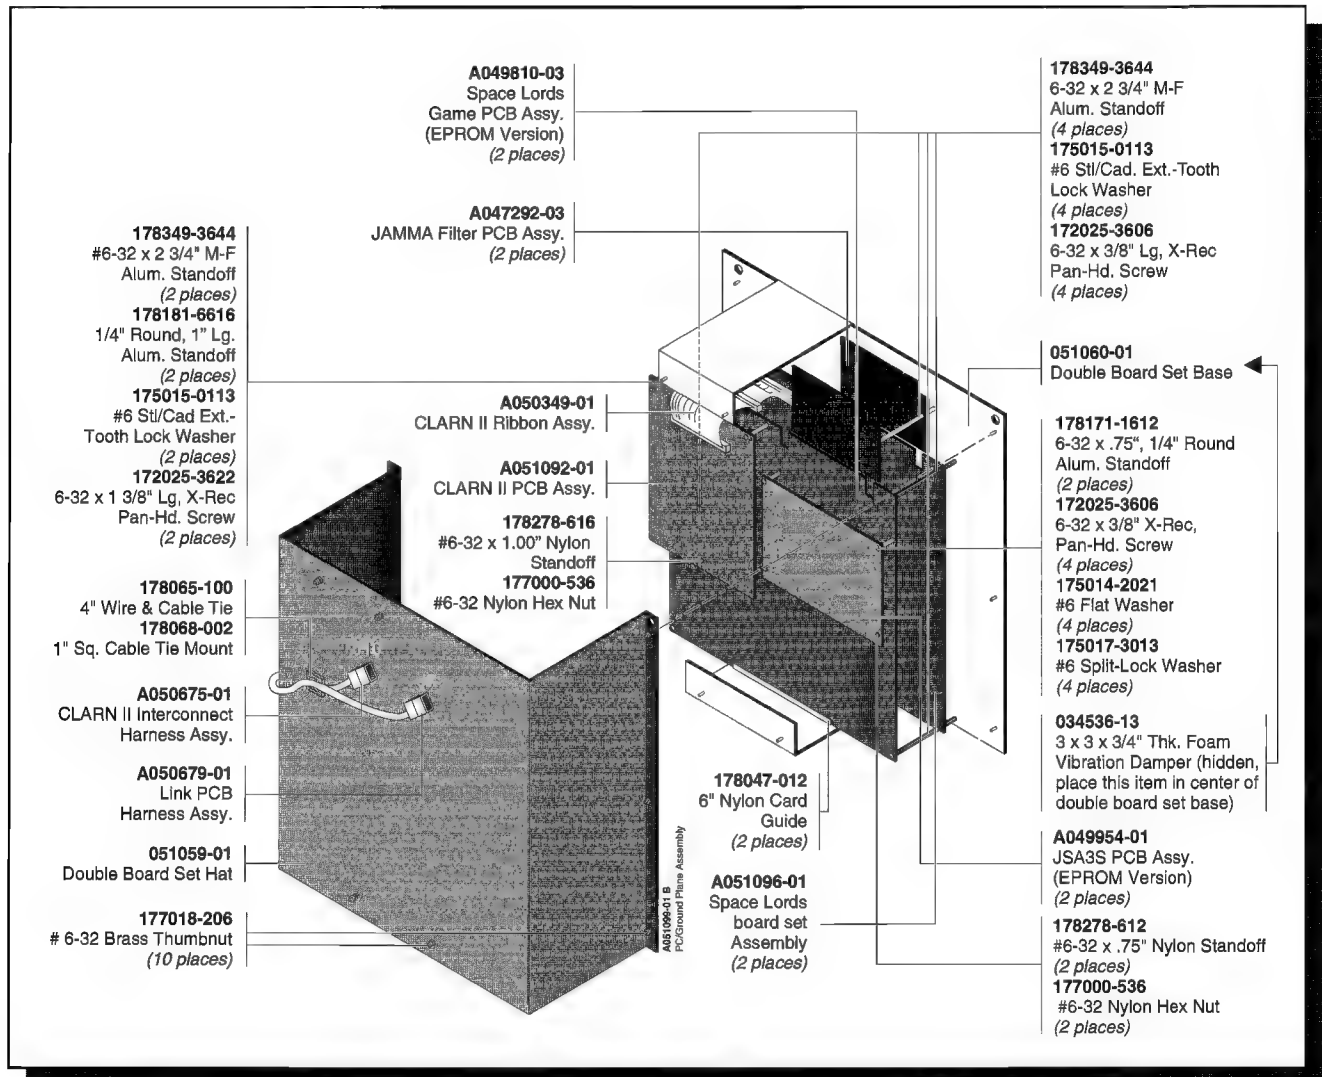 A049810-03
Space Lords
Game PCB Assy.
(EPROM Version)
(2 places)
A047292-03
JAMMA Filter PCB Assy.
(2 places)
178349-3644
#6-32 x 2 3/4" M-F
Alum. Standoff
(2 places)
178181-6616
1/4" Round, 1" Lg.
Alum. Standoff
(2 places)
175015-0113
#6 Stl/Cad Ext.-
Tooth Lock Washer
(2 places)
172025-3622
6-32 x 1 3/8" Lg, X-Rec
Pan-Hd. Screw
(2 places)
A050349-01
CLARN II Ribbon Assy.
A051092-01
CLARN II PCB Assy.
178278-616
#6-32 x 1.00" Nylon
Standoff
177000-536
#6-32 Nylon Hex Nut
178065-100
4" Wire & Cable Tie
178068-002
1" Sq. Cable Tie Mount
A050675-01
CLARN II Interconnect
Harness Assy.
A050679-01
Link PCB
Harness Assy.
051059-01
Double Board Set Hat
177018-206
# 6-32 Brass Thumbnut
(10 places)
A051099-01 B
PC/Ground Plane Assembly
178047-012
6" Nylon Card
Guide
(2 places)
A051096-01
Space Lords
board set
Assembly
(2 places)
178349-3644
6-32 x 2 3/4" M-F
Alum. Standoff
(4 places)
175015-0113
#6 Stl/Cad. Ext.-Tooth
Lock Washer
(4 places)
172025-3606
6-32 x 3/8" Lg, X-Rec
Pan-Hd. Screw
(4 places)
051060-01
Double Board Set Base
178171-1612
6-32 x .75", 1/4" Round
Alum. Standoff
(2 places)
172025-3606
6-32 x 3/8" X-Rec,
Pan-Hd. Screw
(4 places)
175014-2021
#6 Flat Washer
(4 places)
175017-3013
#6 Split-Lock Washer
(4 places)
034536-13
3 x 3 x 3/4" Thk. Foam
Vibration Damper (hidden,
place this item in center of
double board set base)
A049954-01
JSA3S PCB Assy.
(EPROM Version)
(2 places)
178278-612
#6-32 x .75" Nylon Standoff
(2 places)
177000-536
#6-32 Nylon Hex Nut
(2 places)